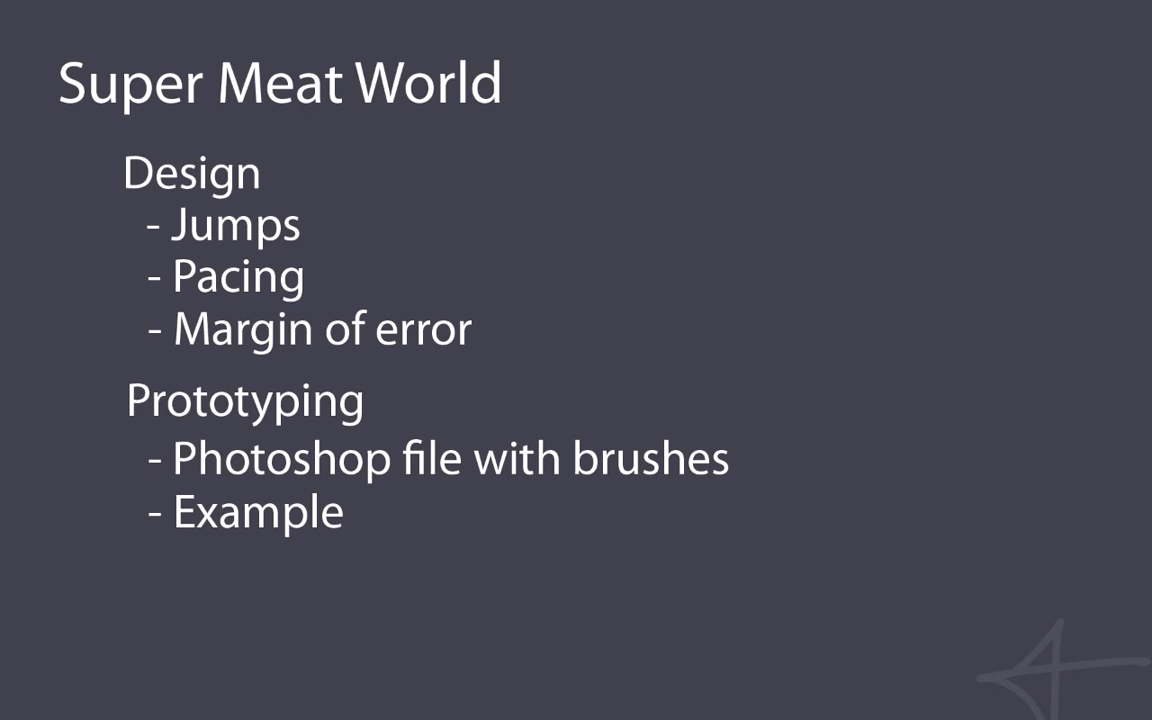 Super Meat World
Design
- Jumps
- Pacing
- Margin of error
Prototyping
- Photoshop file with brushes
- Example